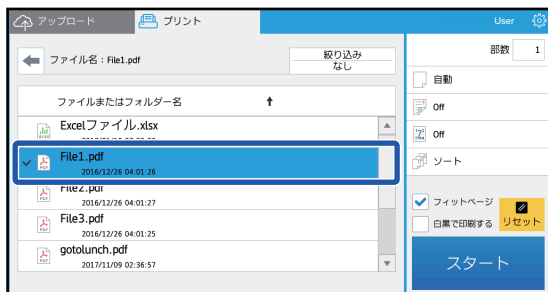 アップロード
プリント
User
ファイル名：File1.pdf
絞り込み
なし
部数 1
自動
ファイルまたはフォルダー名 ↑
Off
Excelファイル.xlsx
Off
File1.pdf
2016/12/26 04:01:26
ソート
File2.pdf
2016/12/26 04:01:27
File3.pdf
2016/12/26 04:01:25
フィットページ
白黒で印刷する
リセット
gotolunch.pdf
2017/11/09 02:36:57
スタート